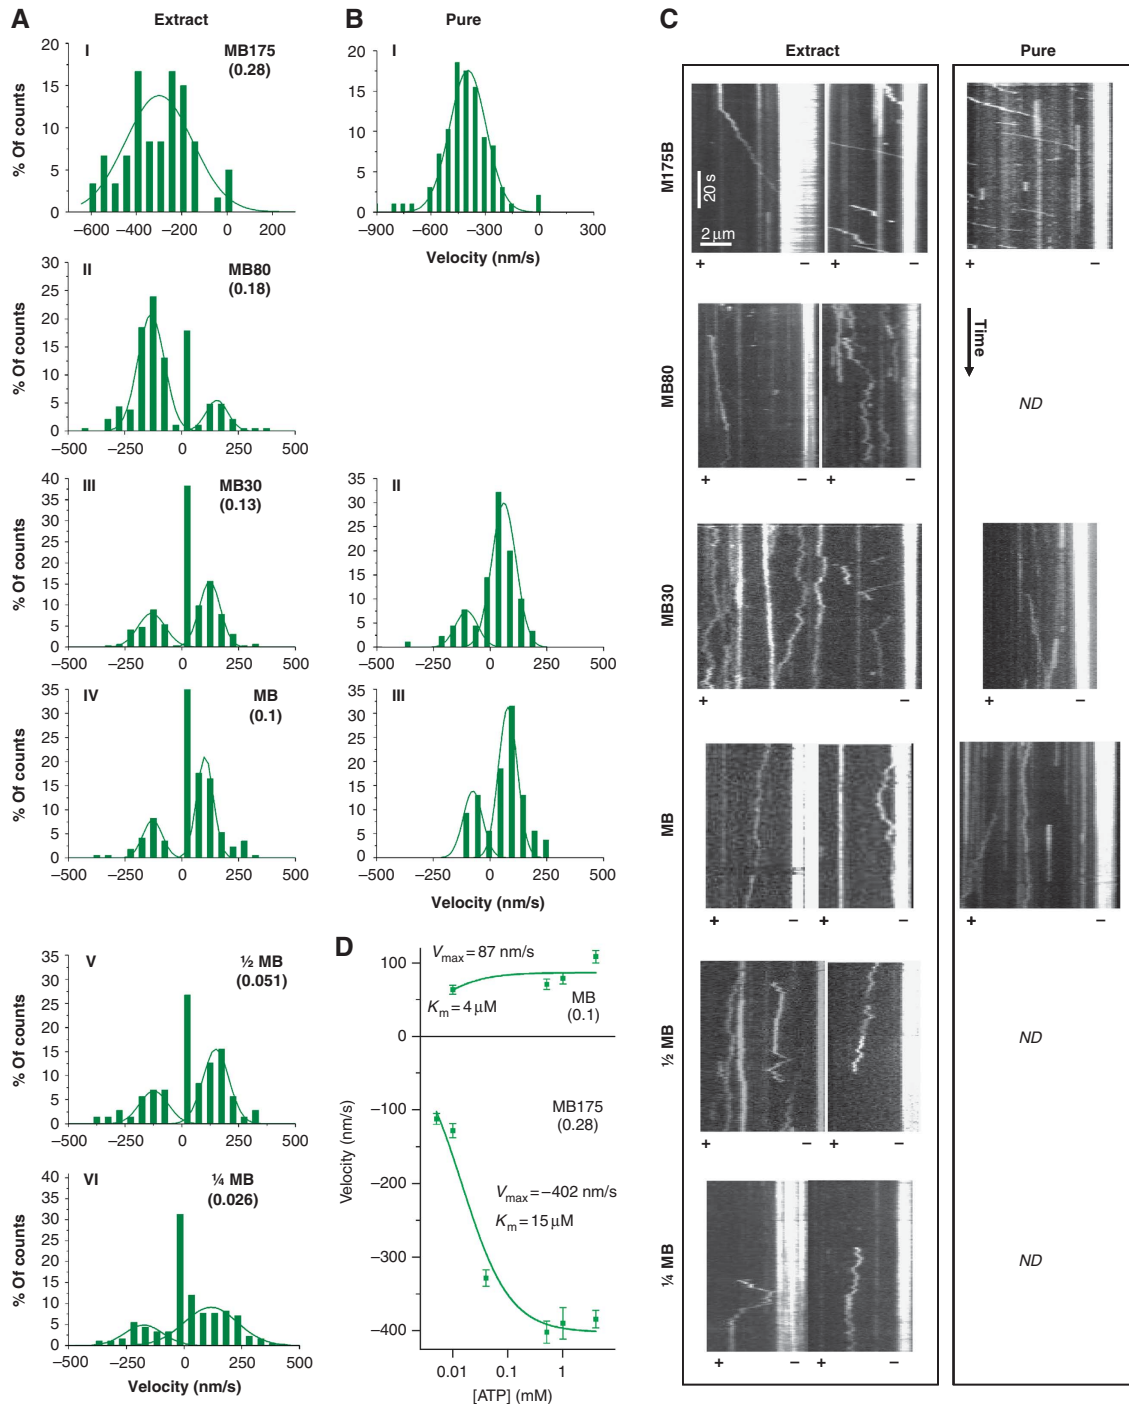 A
Extract
B
Pure
C
I
MB175
(0.28)
% Of counts
20
15
10
5
0
−600
−400
−200
0
200
I
20
15
10
5
0
−900
−600
−300
0
300
Velocity (nm/s)
II
MB80
(0.18)
% Of counts
30
25
20
15
10
5
0
−500
−250
0
250
500
III
MB30
(0.13)
% Of counts
40
35
30
25
20
15
10
5
0
−500
−250
0
250
500
II
35
30
25
20
15
10
5
0
−500
−250
0
250
500
IV
MB
(0.1)
% Of counts
35
30
25
20
15
10
5
0
−500
−250
0
250
500
III
35
30
25
20
15
10
5
0
−500
−250
0
250
500
Velocity (nm/s)
V
½ MB
(0.051)
% Of counts
35
30
25
20
15
10
5
0
−500
−250
0
250
500
VI
¼ MB
(0.026)
% Of counts
40
35
30
25
20
15
10
5
0
−500
−250
0
250
500
Velocity (nm/s)
D
Vmax = 87 nm/s
Km = 4 μM
MB
(0.1)
MB175
(0.28)
Vmax = −402 nm/s
Km = 15 μM
Velocity (nm/s)
100
0
−100
−200
−300
−400
0.01
0.1
1
[ATP] (mM)
Extract
Pure
M175B
20 s
2 μm
+ − + −
+ −
MB80
+ − + −
Time
ND
MB30
+ −
+ −
MB
+ − + −
+ −
½ MB
+ − + −
ND
¼ MB
+ − + −
ND